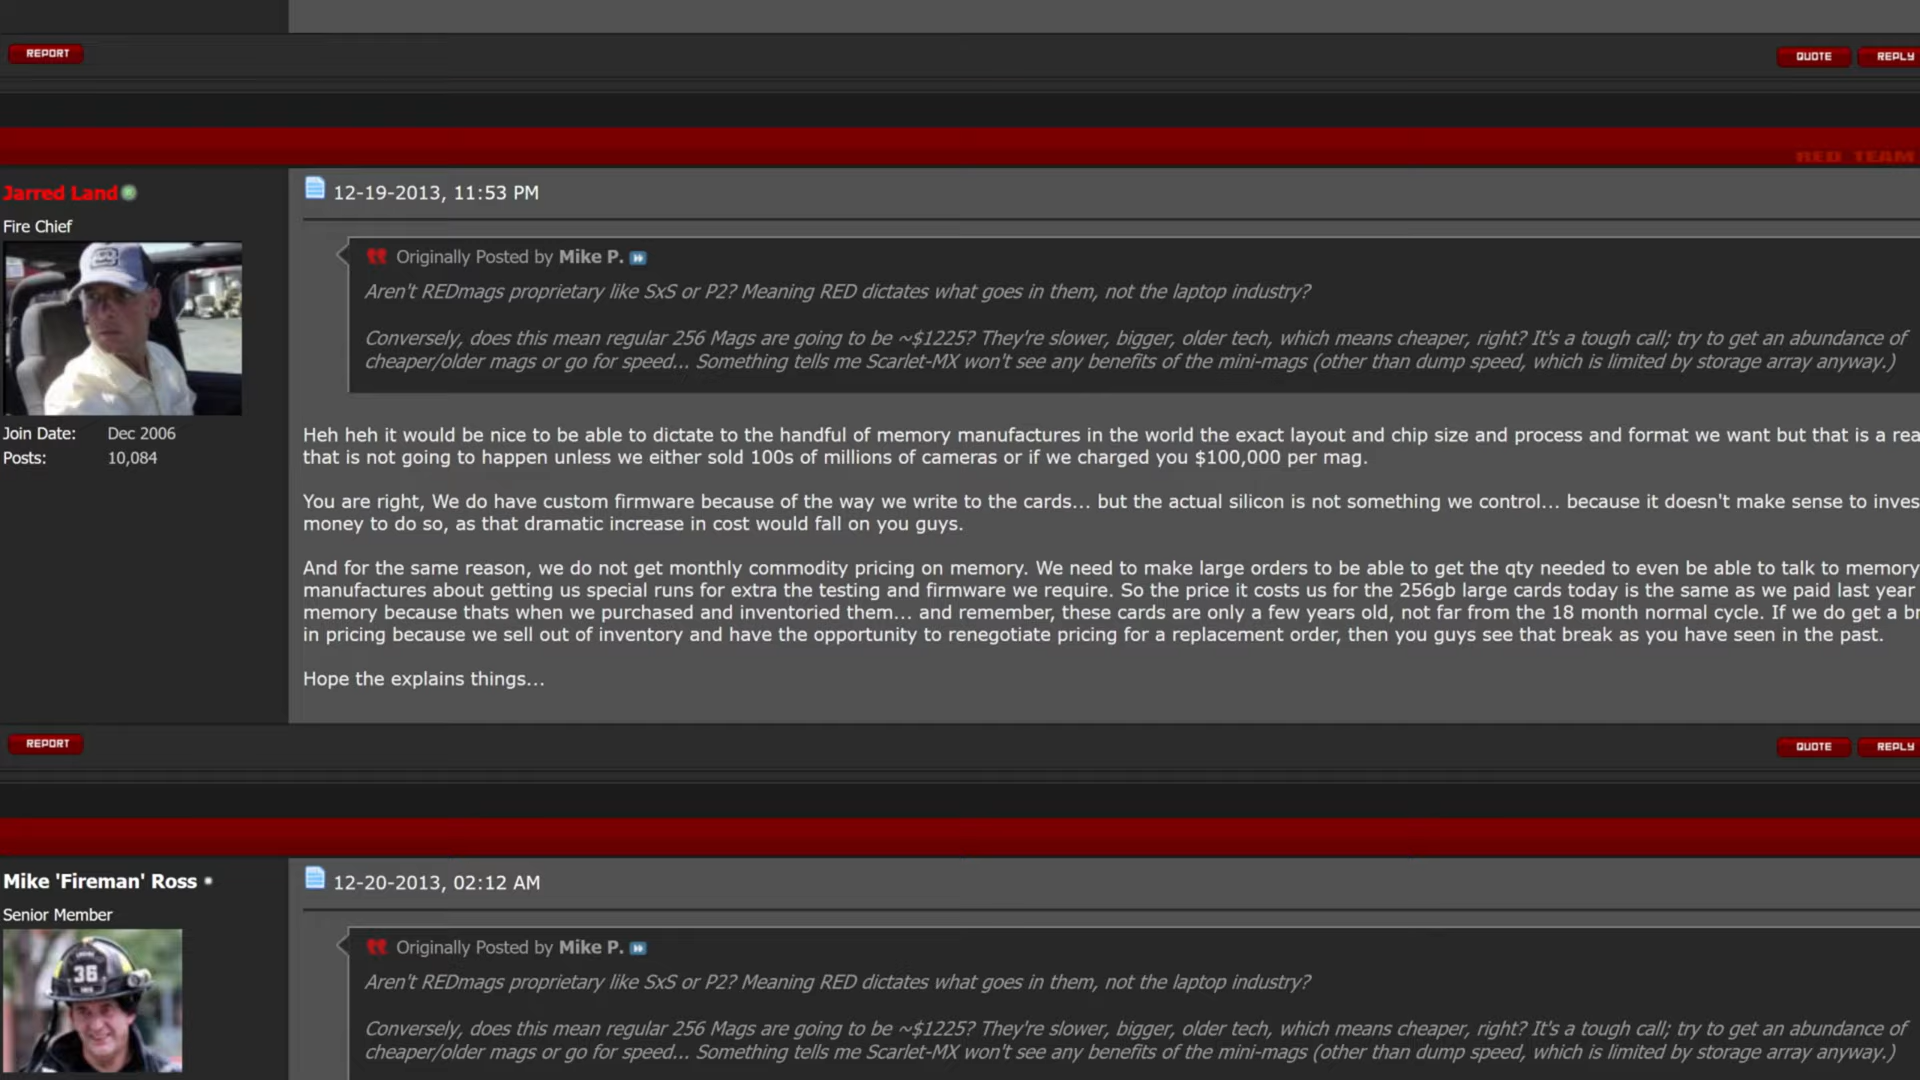 REPORT
QUOTE REPLY
RED TEAM
Jarred Land
Fire Chief
Join Date: Dec 2006
Posts: 10,084
12-19-2013, 11:53 PM
Originally Posted by Mike P.
Aren't REDmags proprietary like SxS or P2? Meaning RED dictates what goes in them, not the laptop industry?
Conversely, does this mean regular 256 Mags are going to be ~$1225? They're slower, bigger, older tech, which means cheaper, right? It's a tough call; try to get an abundance of
cheaper/older mags or go for speed... Something tells me Scarlet-MX won't see any benefits of the mini-mags (other than dump speed, which is limited by storage array anyway.)
Heh heh it would be nice to be able to dictate to the handful of memory manufactures in the world the exact layout and chip size and process and format we want but that is a rea
that is not going to happen unless we either sold 100s of millions of cameras or if we charged you $100,000 per mag.
You are right, We do have custom firmware because of the way we write to the cards... but the actual silicon is not something we control... because it doesn't make sense to inves
money to do so, as that dramatic increase in cost would fall on you guys.
And for the same reason, we do not get monthly commodity pricing on memory. We need to make large orders to be able to get the qty needed to even be able to talk to memory
manufactures about getting us special runs for extra the testing and firmware we require. So the price it costs us for the 256gb large cards today is the same as we paid last year
memory because thats when we purchased and inventoried them... and remember, these cards are only a few years old, not far from the 18 month normal cycle. If we do get a br
in pricing because we sell out of inventory and have the opportunity to renegotiate pricing for a replacement order, then you guys see that break as you have seen in the past.
Hope the explains things...
REPORT
QUOTE REPLY
Mike 'Fireman' Ross
Senior Member
36
12-20-2013, 02:12 AM
Originally Posted by Mike P.
Aren't REDmags proprietary like SxS or P2? Meaning RED dictates what goes in them, not the laptop industry?
Conversely, does this mean regular 256 Mags are going to be ~$1225? They're slower, bigger, older tech, which means cheaper, right? It's a tough call; try to get an abundance of
cheaper/older mags or go for speed... Something tells me Scarlet-MX won't see any benefits of the mini-mags (other than dump speed, which is limited by storage array anyway.)